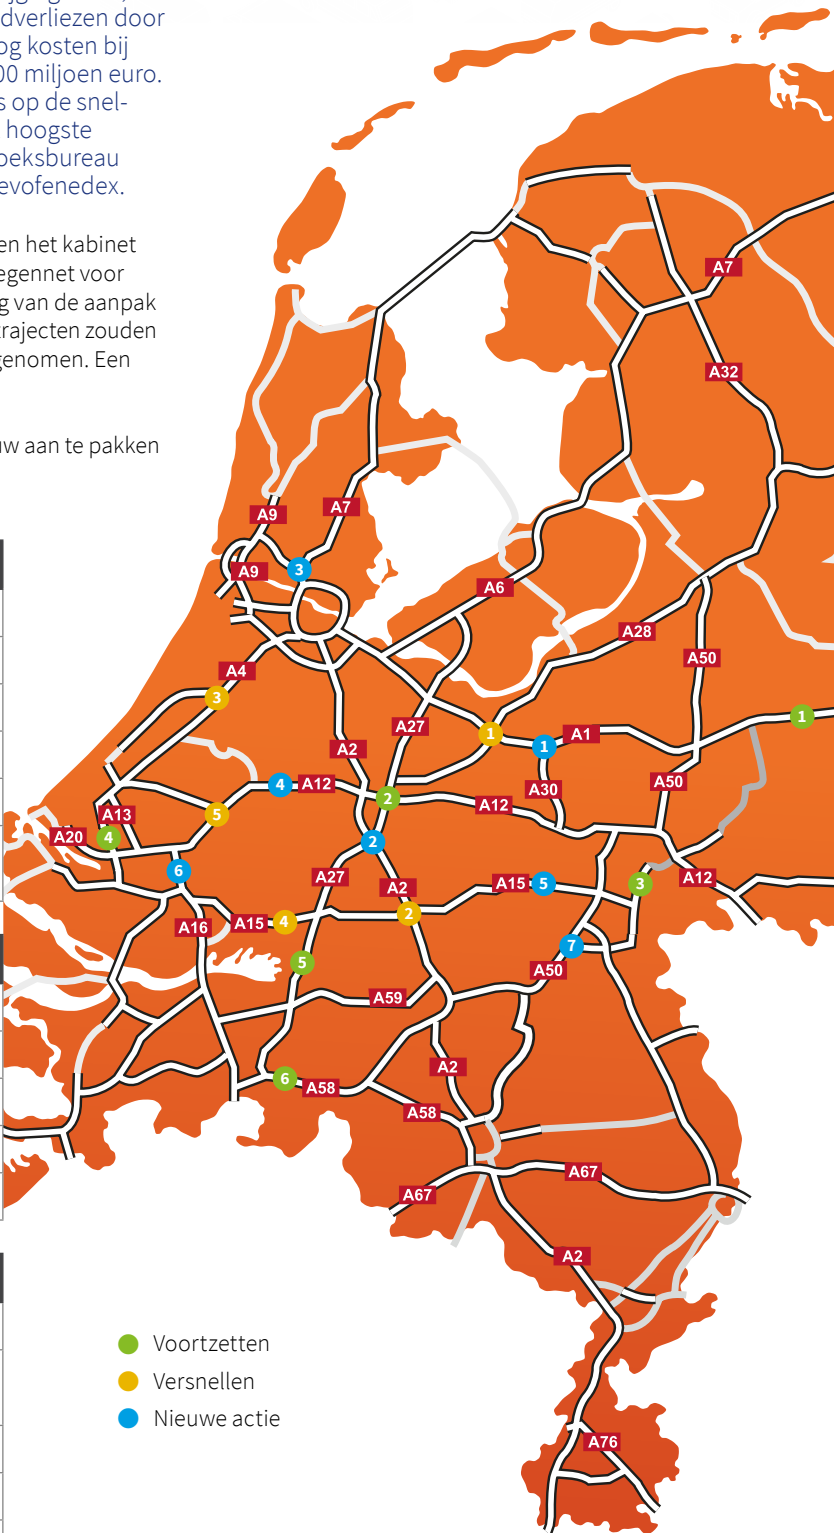 dverliezen door
og kosten bij
00 miljoen euro.
s op de snel-
hoogste
oeksbureau
evofenedex.
en het kabinet
egennet voor
g van de aanpak
trajecten zouden
genomen. Een
uw aan te pakken
A7
A32
A9
A7
3
A9
A6
A28
A50
A4
3
1
A27
1
A1
A2
1
4
A12
A50
A30
2
A12
A13
5
A20
4
2
6
A27
A2
A15
5
3
A12
A16
A15
4
2
7
5
A50
A59
A2
6
A58
A58
A67
A67
A2
Voortzetten
Versnellen
Nieuwe actie
A76